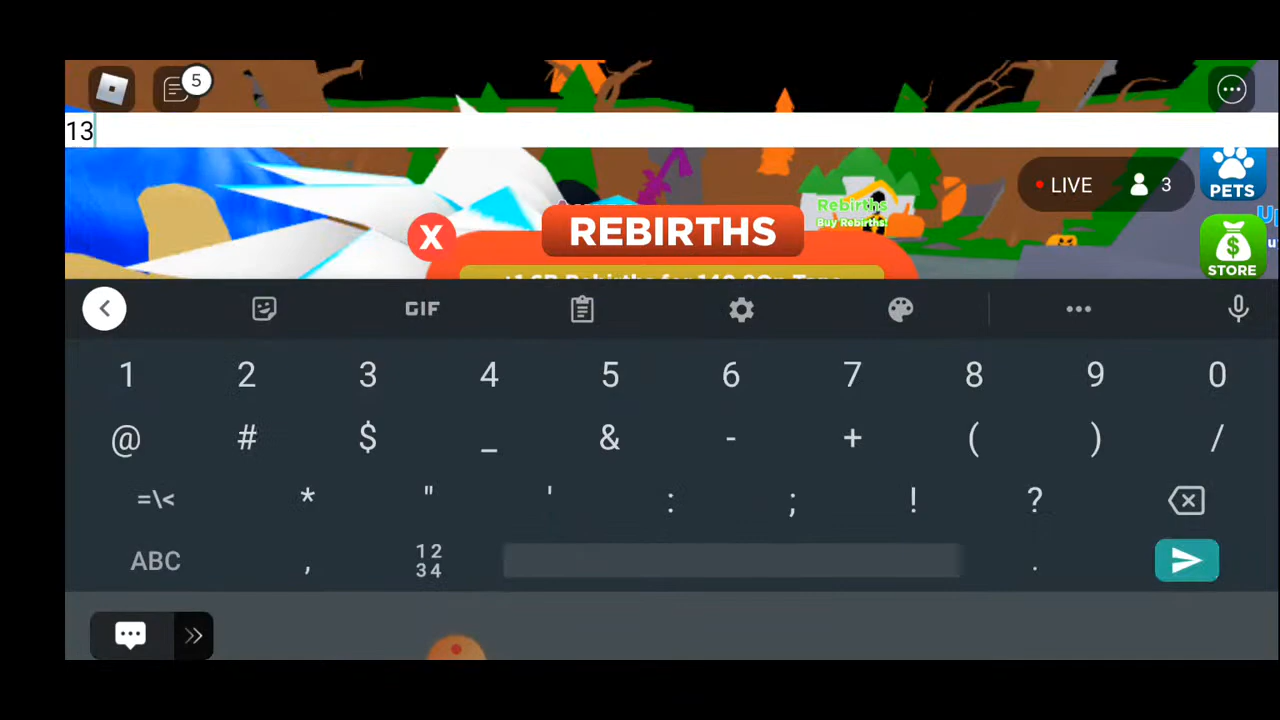 5
13
LIVE 3
PETS
Rebirths
Buy Rebirths!
REBIRTHS
STORE
GIF
1 2 3 4 5 6 7 8 9 0
@ # $ _ & - + ( ) /
=\< * " ' : ; ! ?
ABC , 12 .
34